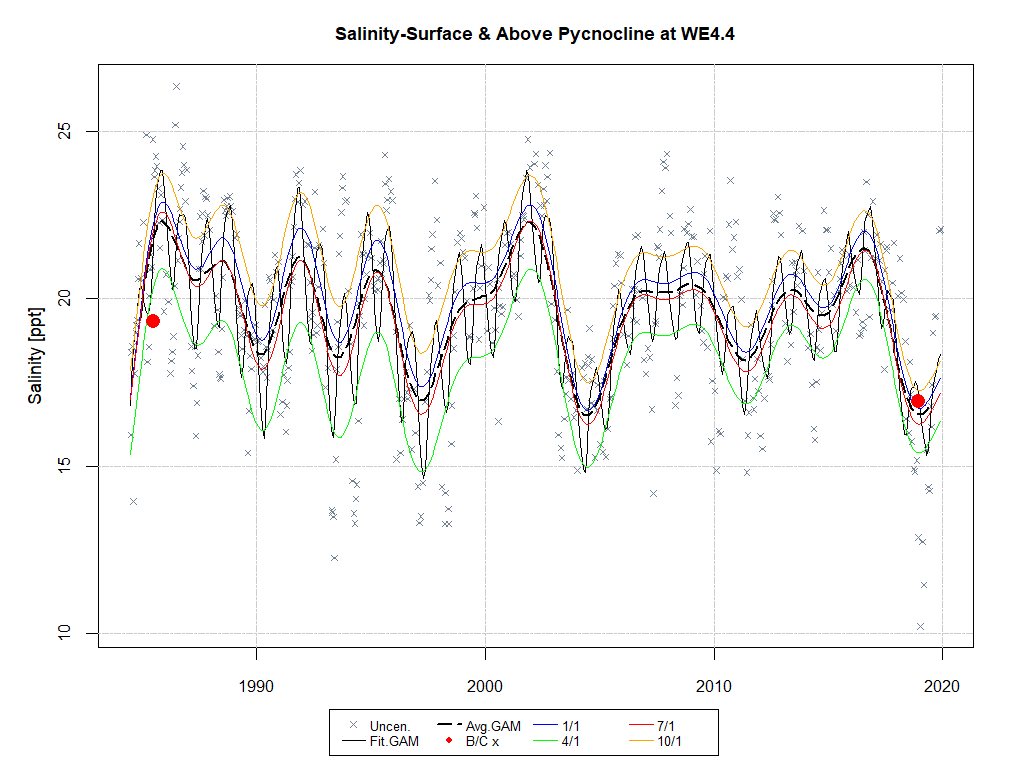 Salinity-Surface & Above Pycnocline at WE4.4
Salinity [ppt]
25
20
15
10
1990 2000 2010 2020
Uncen. Avg.GAM 1/1 7/1
Fit.GAM B/C x 4/1 10/1